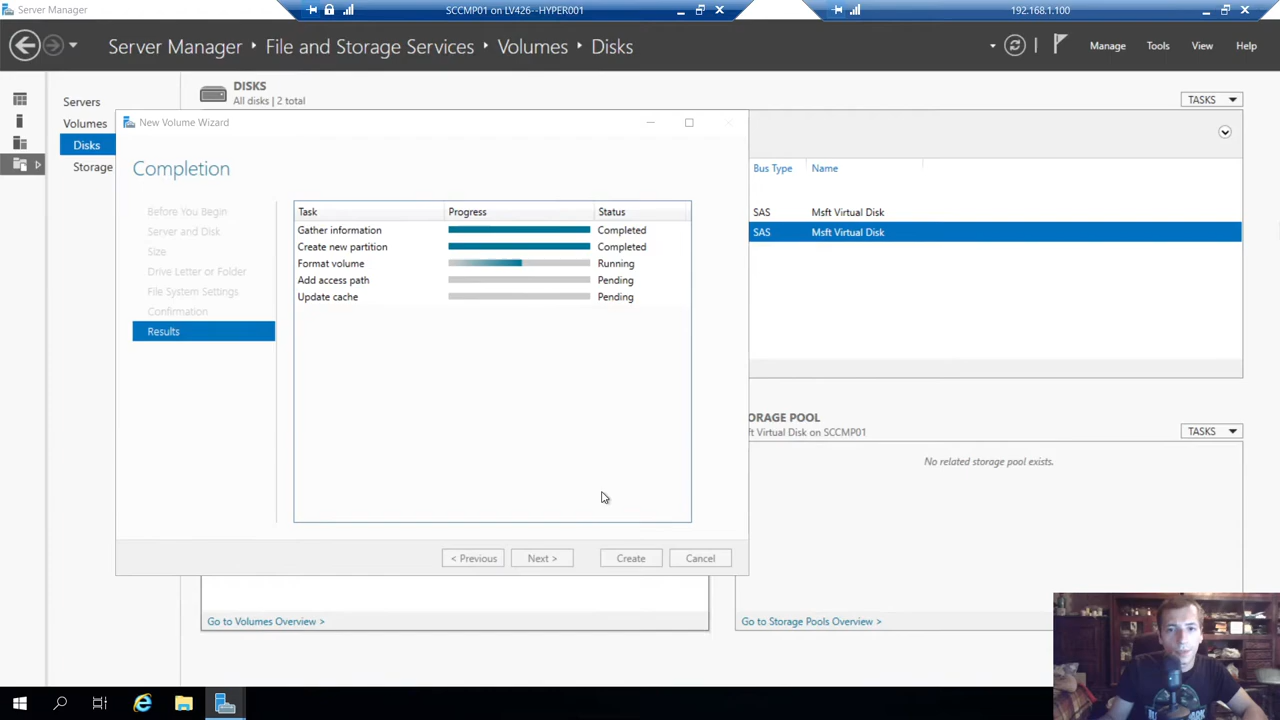 Server Manager
SCCMP01 on LV426--HYPER001
192.168.1.100
Server Manager File and Storage Services Volumes Disks
Manage Tools View Help
Servers
Volumes
Disks
Storage
DISKS
All disks | 2 total
TASKS
New Volume Wizard
Completion
Before You Begin
Server and Disk
Size
Drive Letter or Folder
File System Settings
Confirmation
Results
Task Progress Status
Gather information Completed
Create new partition Completed
Format volume Running
Add access path Pending
Update cache Pending
< Previous Next > Create Cancel
Bus Type Name
SAS Msft Virtual Disk
SAS Msft Virtual Disk
ORAGE POOL
ft Virtual Disk on SCCMP01
TASKS
No related storage pool exists.
Go to Volumes Overview >
Go to Storage Pools Overview >